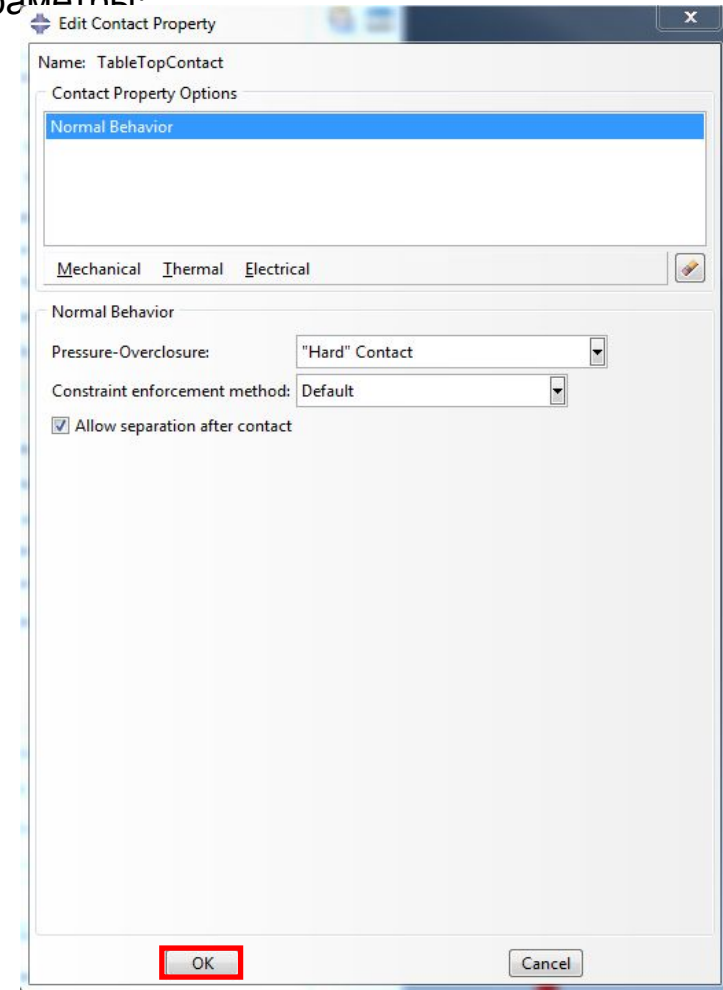 раметры:
Edit Contact Property
x
Name: TableTopContact
Contact Property Options
Normal Behavior
Mechanical Thermal Electrical
Normal Behavior
Pressure-Overclosure: "Hard" Contact
Constraint enforcement method: Default
Allow separation after contact
OK Cancel